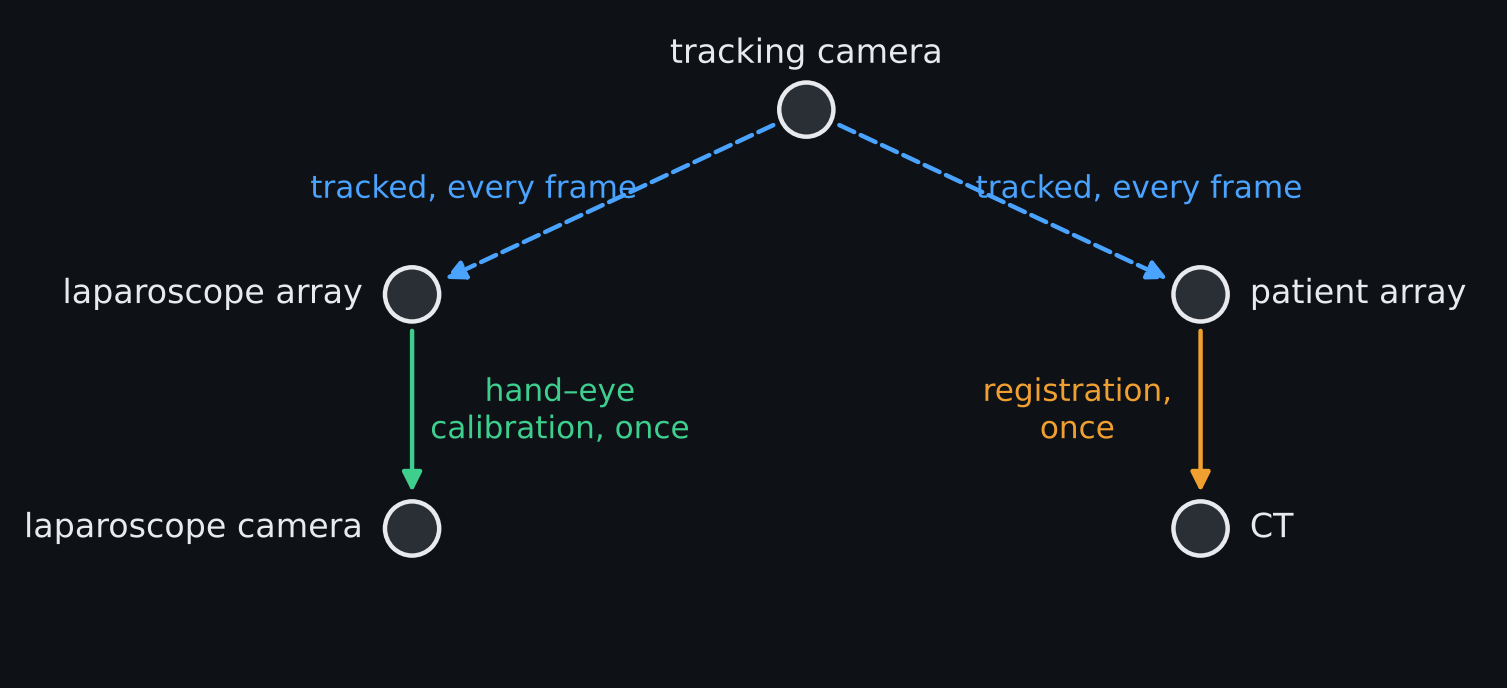 tracking camera
tracked, every frame
tracked, every frame
laparoscope array
patient array
hand–eye
calibration, once
registration,
once
laparoscope camera
CT